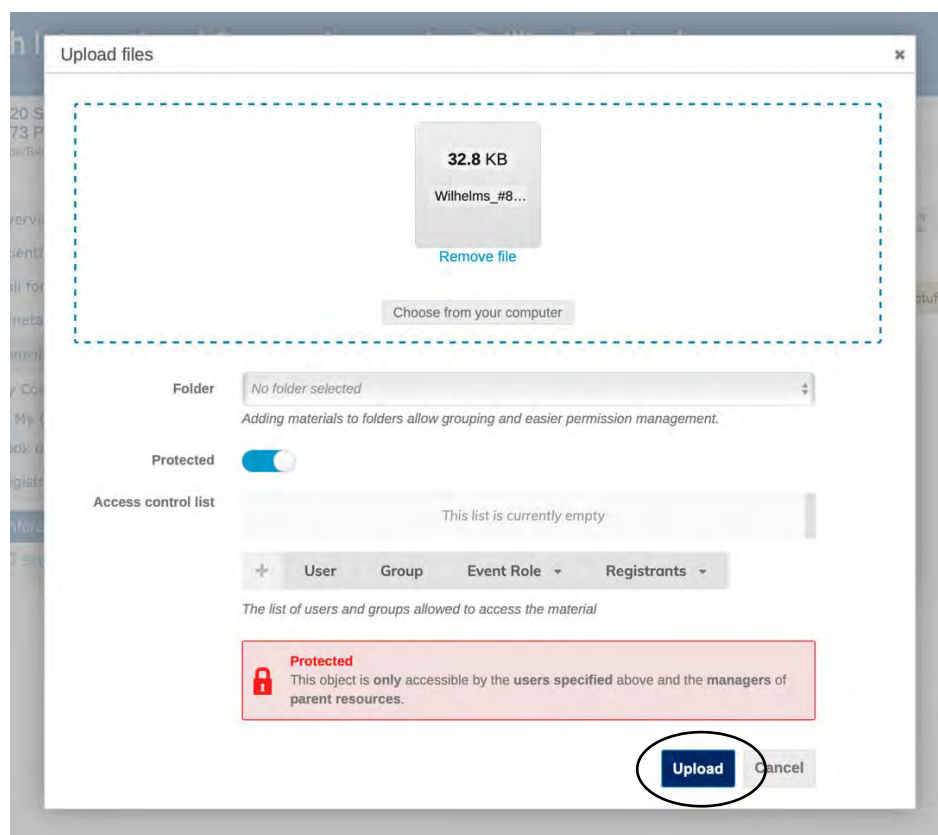 Upload files
32.8 KB
Wilhelms_#8...
Remove file
Choose from your computer
Folder
No folder selected
Adding materials to folders allow grouping and easier permission management.
Protected
Access control list
This list is currently empty
+ User Group Event Role Registrants
The list of users and groups allowed to access the material
Protected
This object is only accessible by the users specified above and the managers of
parent resources.
Upload
Cancel